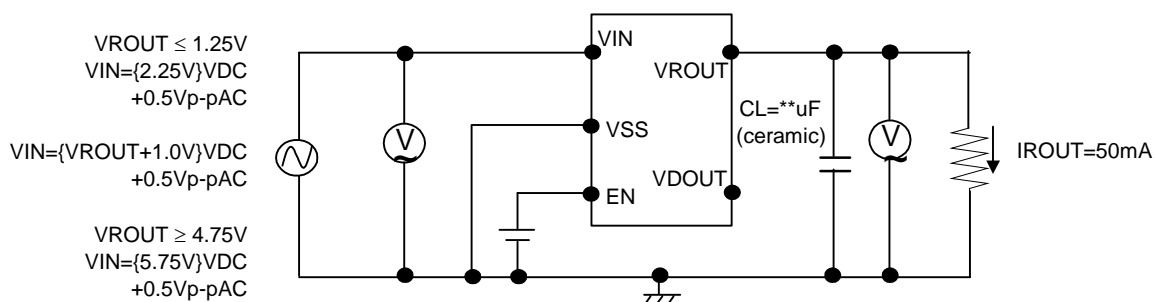 VROUT ≤ 1.25V
VIN={2.25V}VDC
+0.5Vp-pAC
VIN={VROUT+1.0V}VDC
+0.5Vp-pAC
VROUT ≥ 4.75V
VIN={5.75V}VDC
+0.5Vp-pAC
V
VIN
VROUT
VSS
VDOUT
EN
CL=**uF
(ceramic)
V
IROUT=50mA